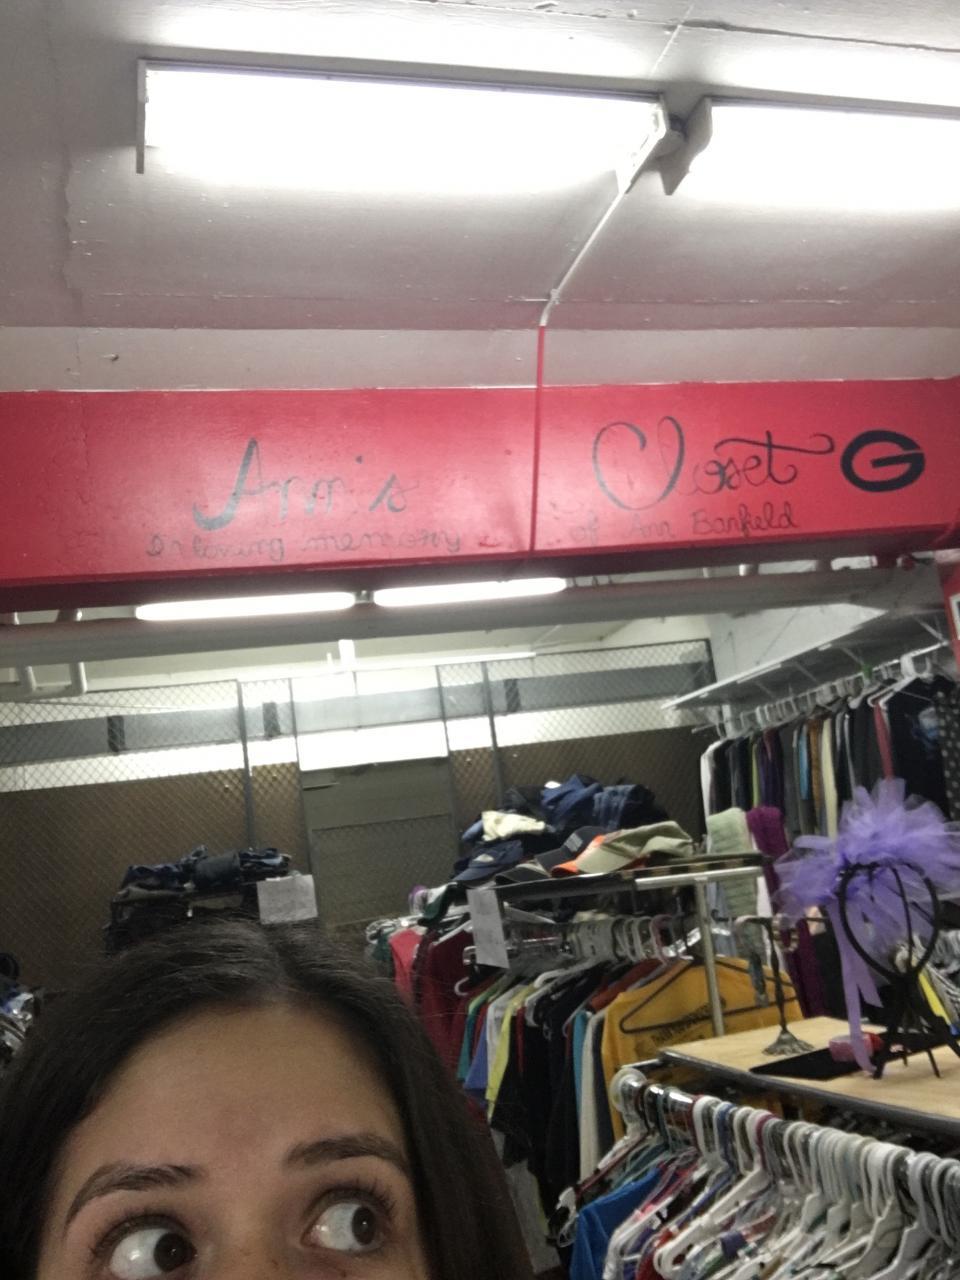 Ann's Closet G
In loving memory of Ann Banfield